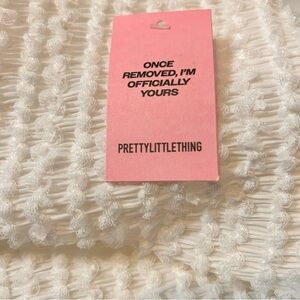 ONCE
REMOVED, I'M
OFFICIALLY
YOURS
PRETTYLITTLETHING